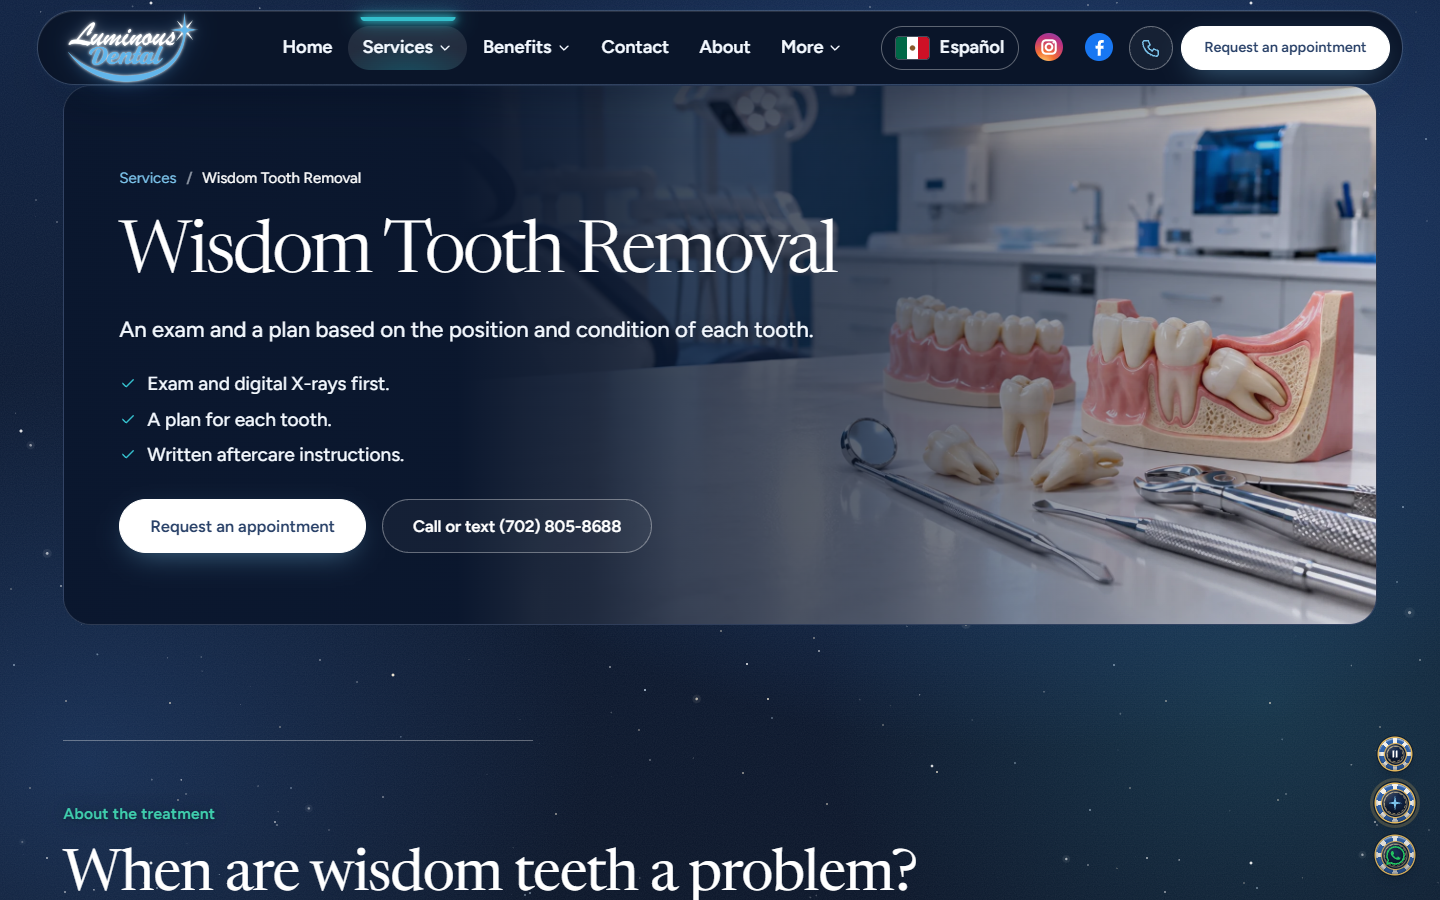 Luminous
Dental
Home
Services
Benefits
Contact
About
More
Español
Request an appointment
Services / Wisdom Tooth Removal
Wisdom Tooth Removal
An exam and a plan based on the position and condition of each tooth.
Exam and digital X-rays first.
A plan for each tooth.
Written aftercare instructions.
Request an appointment
Call or text (702) 805-8688
About the treatment
When are wisdom teeth a problem?